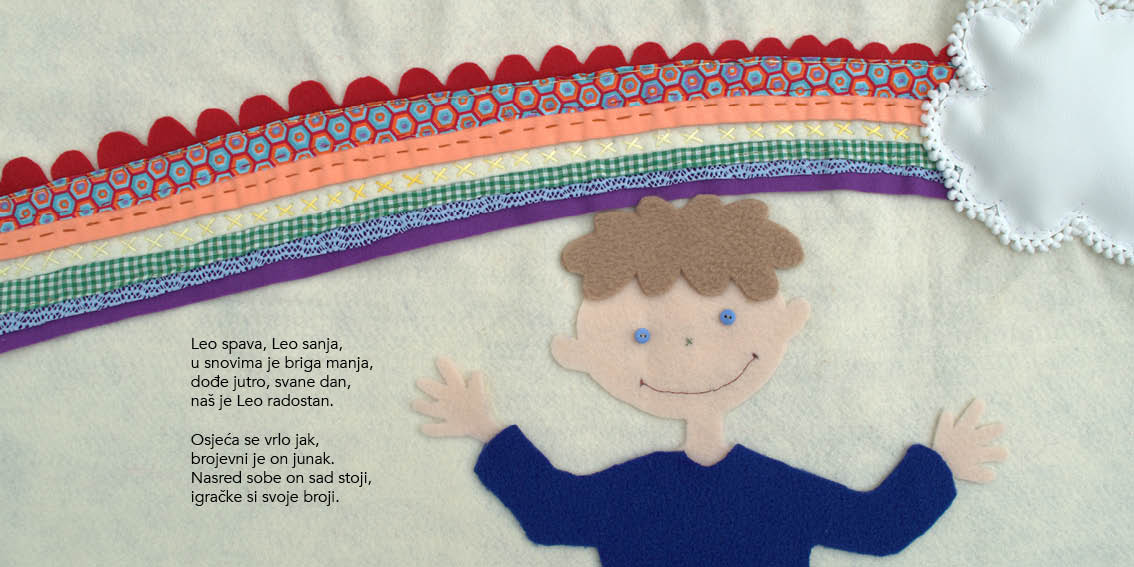 Leo spava, Leo sanja,
u snovima je briga manja,
dođe jutro, svane dan,
naš je Leo radostan.

Osjeća se vrlo jak,
brojevni je on junak.
Nasred sobe on sad stoji,
igračke si svoje broji.